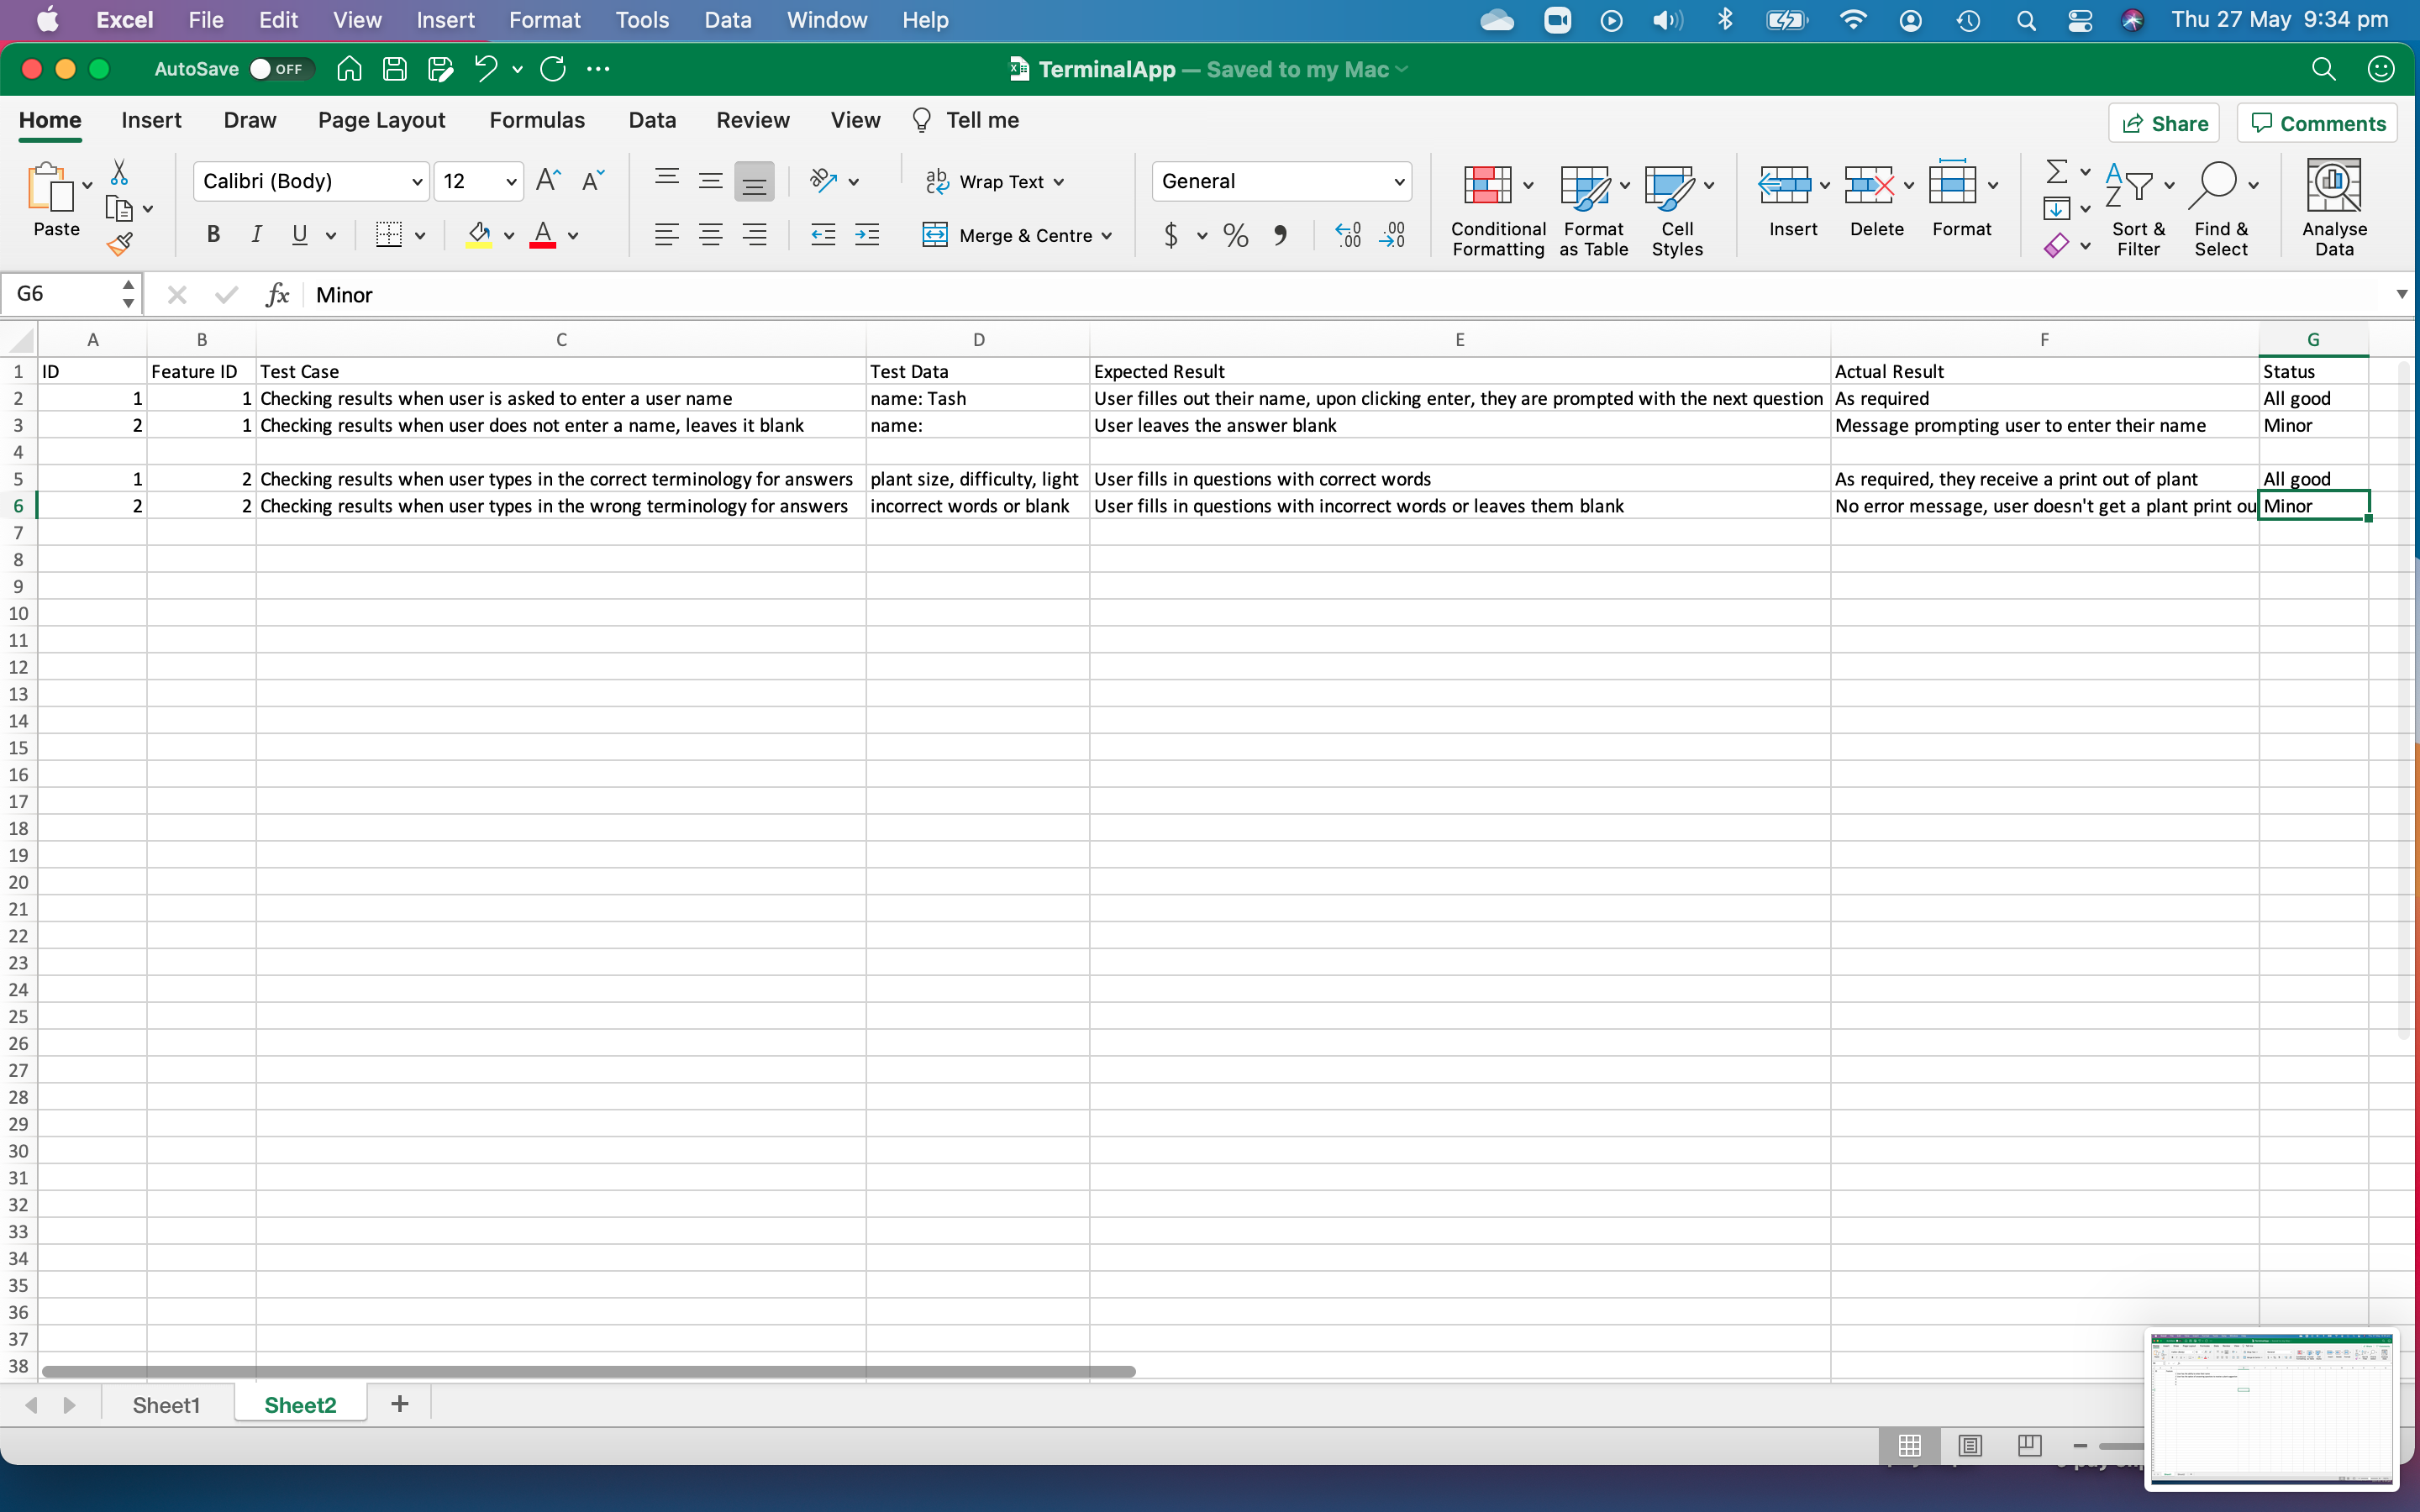 Excel File Edit View Insert Format Tools Data Window Help Thu 27 May 9:34 pm
AutoSave OFF TerminalApp — Saved to my Mac
Home Insert Draw Page Layout Formulas Data Review View Tell me Share Comments
Paste Calibri (Body) 12 Wrap Text General
B I U Merge & Centre $ % Conditional Formatting Format as Table Cell Styles Insert Delete Format Sort & Filter Find & Select Analyse Data
G6 fx Minor
A B C D E F G
1 ID Feature ID Test Case Test Data Expected Result Actual Result Status
2 1 1 Checking results when user is asked to enter a user name name: Tash User filles out their name, upon clicking enter, they are prompted with the next question As required All good
3 2 1 Checking results when user does not enter a name, leaves it blank name: User leaves the answer blank Message prompting user to enter their name Minor
4
5 1 2 Checking results when user types in the correct terminology for answers plant size, difficulty, light User fills in questions with correct words As required, they receive a print out of plant All good
6 2 2 Checking results when user types in the wrong terminology for answers incorrect words or blank User fills in questions with incorrect words or leaves them blank No error message, user doesn't get a plant print ou Minor
7
8
9
10
11
12
13
14
15
16
17
18
19
20
21
22
23
24
25
26
27
28
29
30
31
32
33
34
35
36
37
38
Sheet1 Sheet2 +